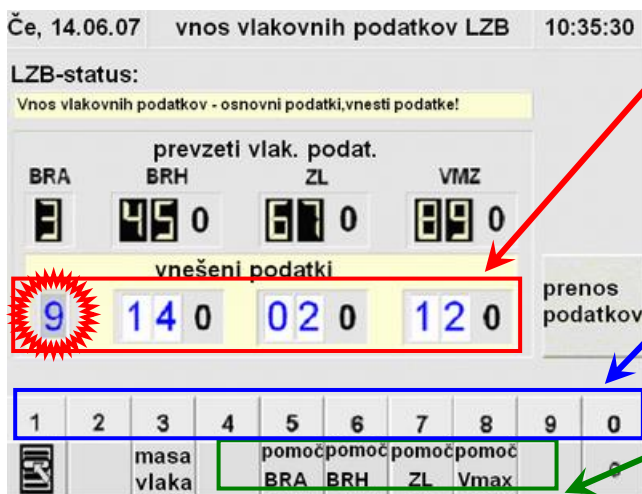 Če, 14.06.07 vnos vlakovnih podatkov LZB 10:35:30
LZB-status:
Vnos vlakovnih podatkov - osnovni podatki,vnesti podatke!
prevzeti vlak. podat.
BRA BRH ZL VMZ
3 45 0 67 0 89 0
vnešeni podatki
9 14 0 02 0 12 0
prenos
podatkov
1 2 3 4 5 6 7 8 9 0
masa pomoč pomoč pomoč pomoč
vlaka BRA BRH ZL Vmax